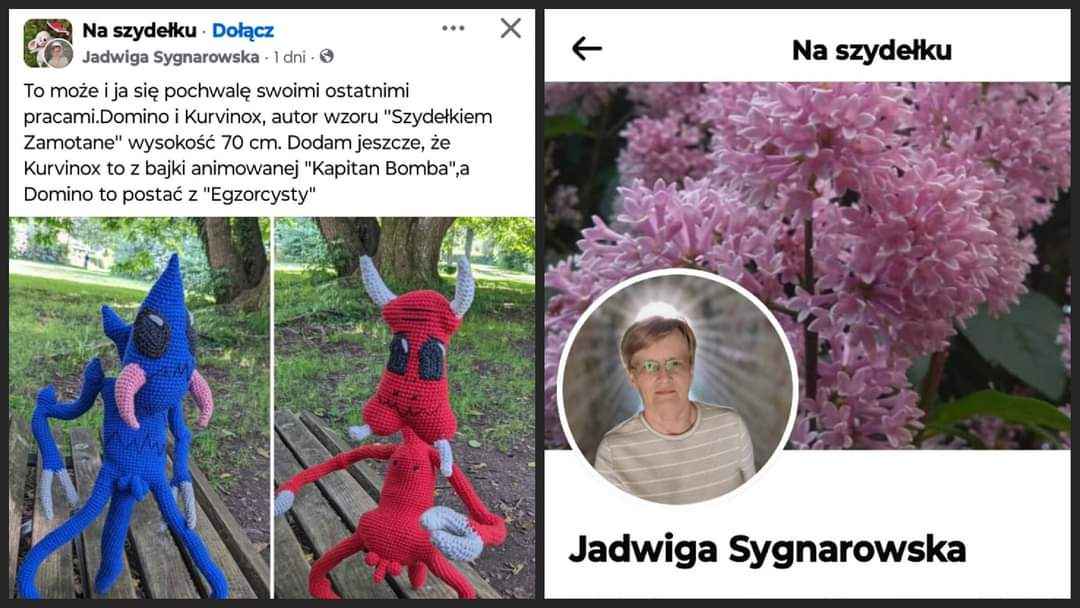 Na szydełku · Dołącz
Jadwiga Sygnarowska · 1 dni ·
To może i ja się pochwalę swoimi ostatnimi
pracami.Domino i Kurvinox, autor wzoru "Szydełkiem
Zamotane" wysokość 70 cm. Dodam jeszcze, że
Kurvinox to z bajki animowanej "Kapitan Bomba",a
Domino to postać z "Egzorcysty"
Na szydełku
Jadwiga Sygnarowska